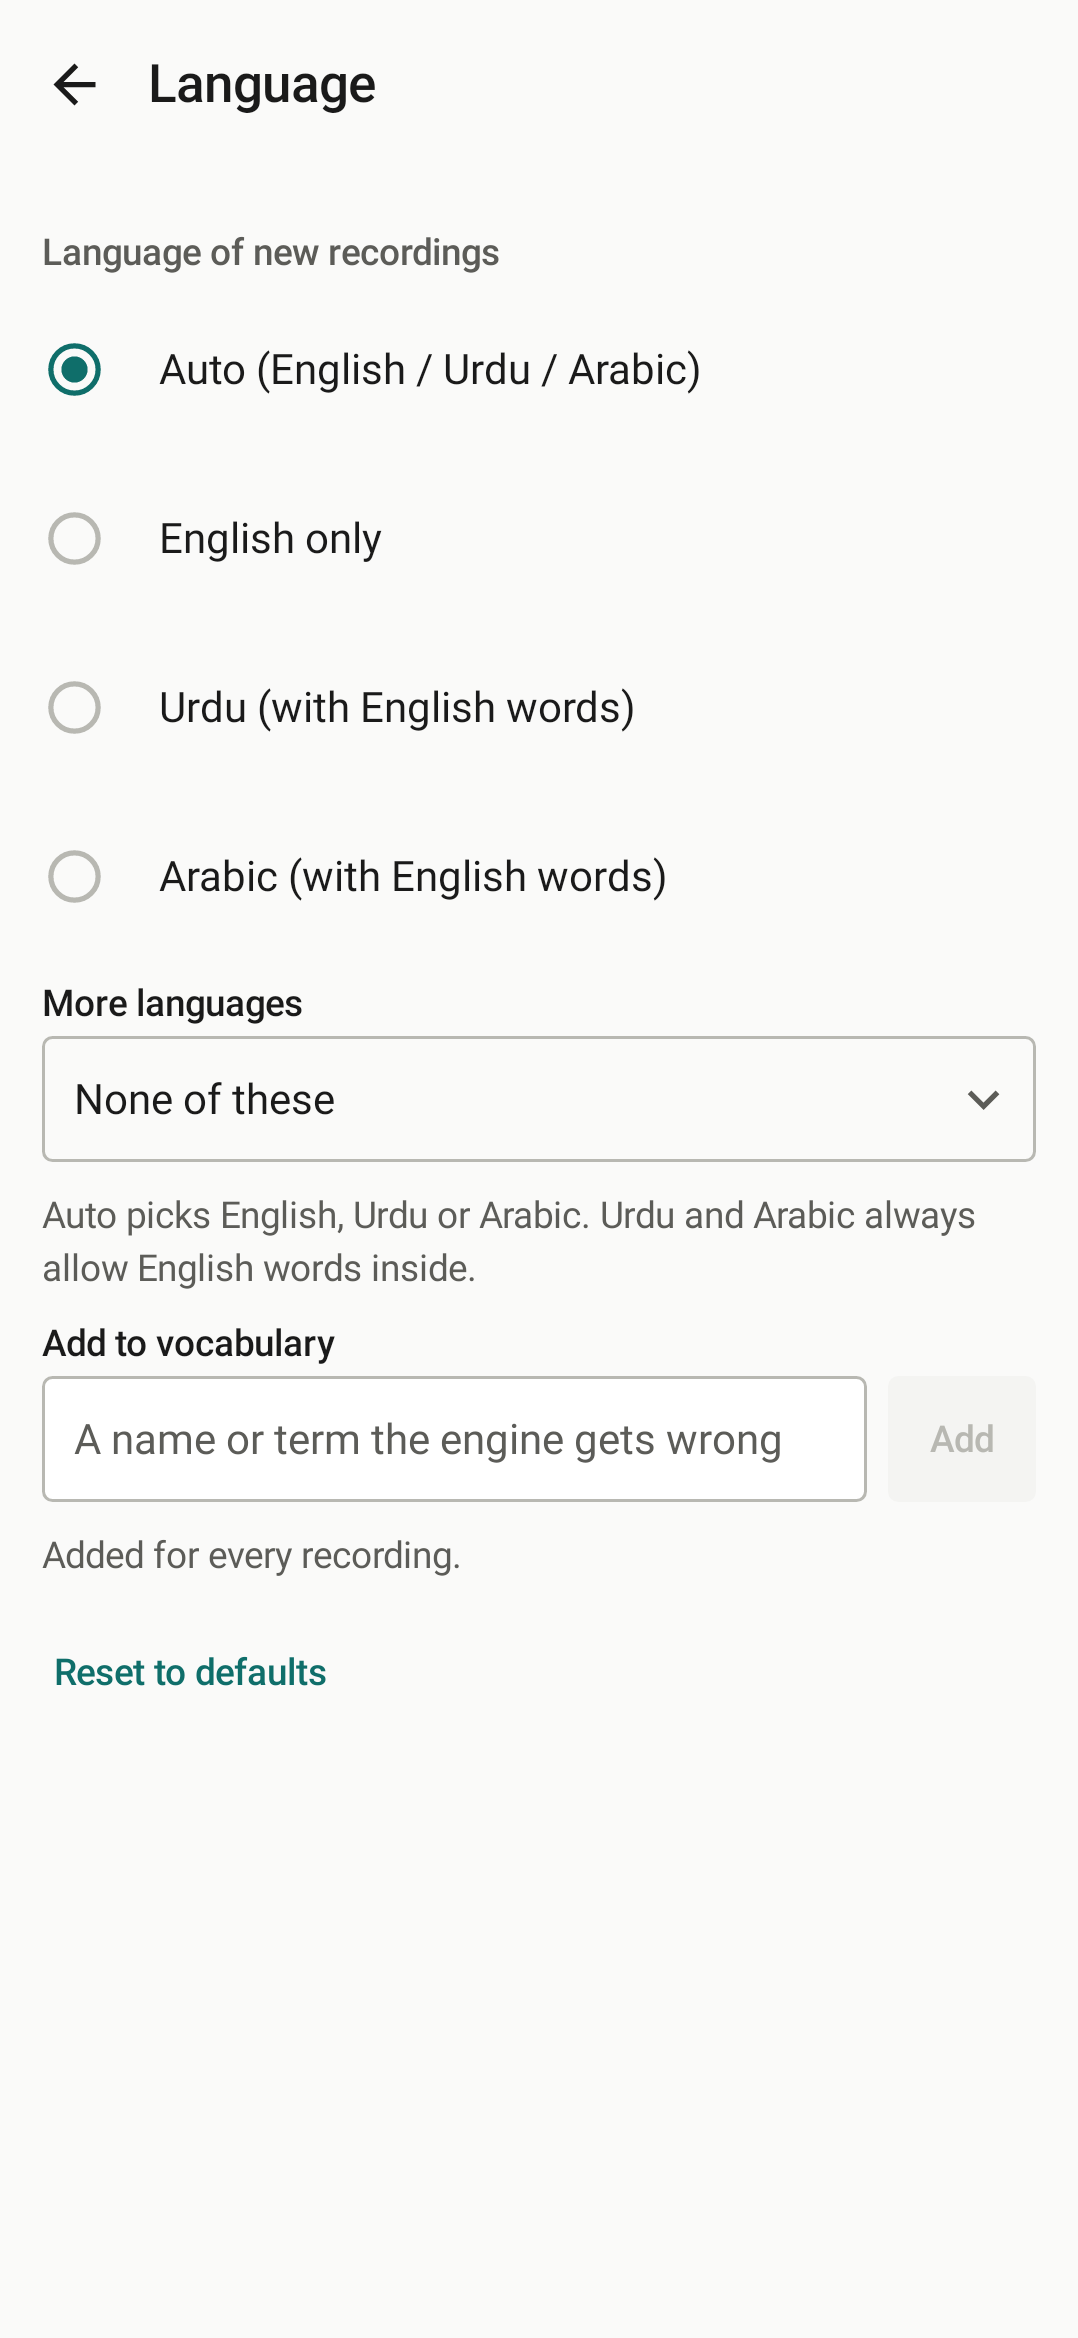 Language
Language of new recordings
Auto (English / Urdu / Arabic)
English only
Urdu (with English words)
Arabic (with English words)
More languages
None of these
Auto picks English, Urdu or Arabic. Urdu and Arabic always
allow English words inside.
Add to vocabulary
A name or term the engine gets wrong
Add
Added for every recording.
Reset to defaults